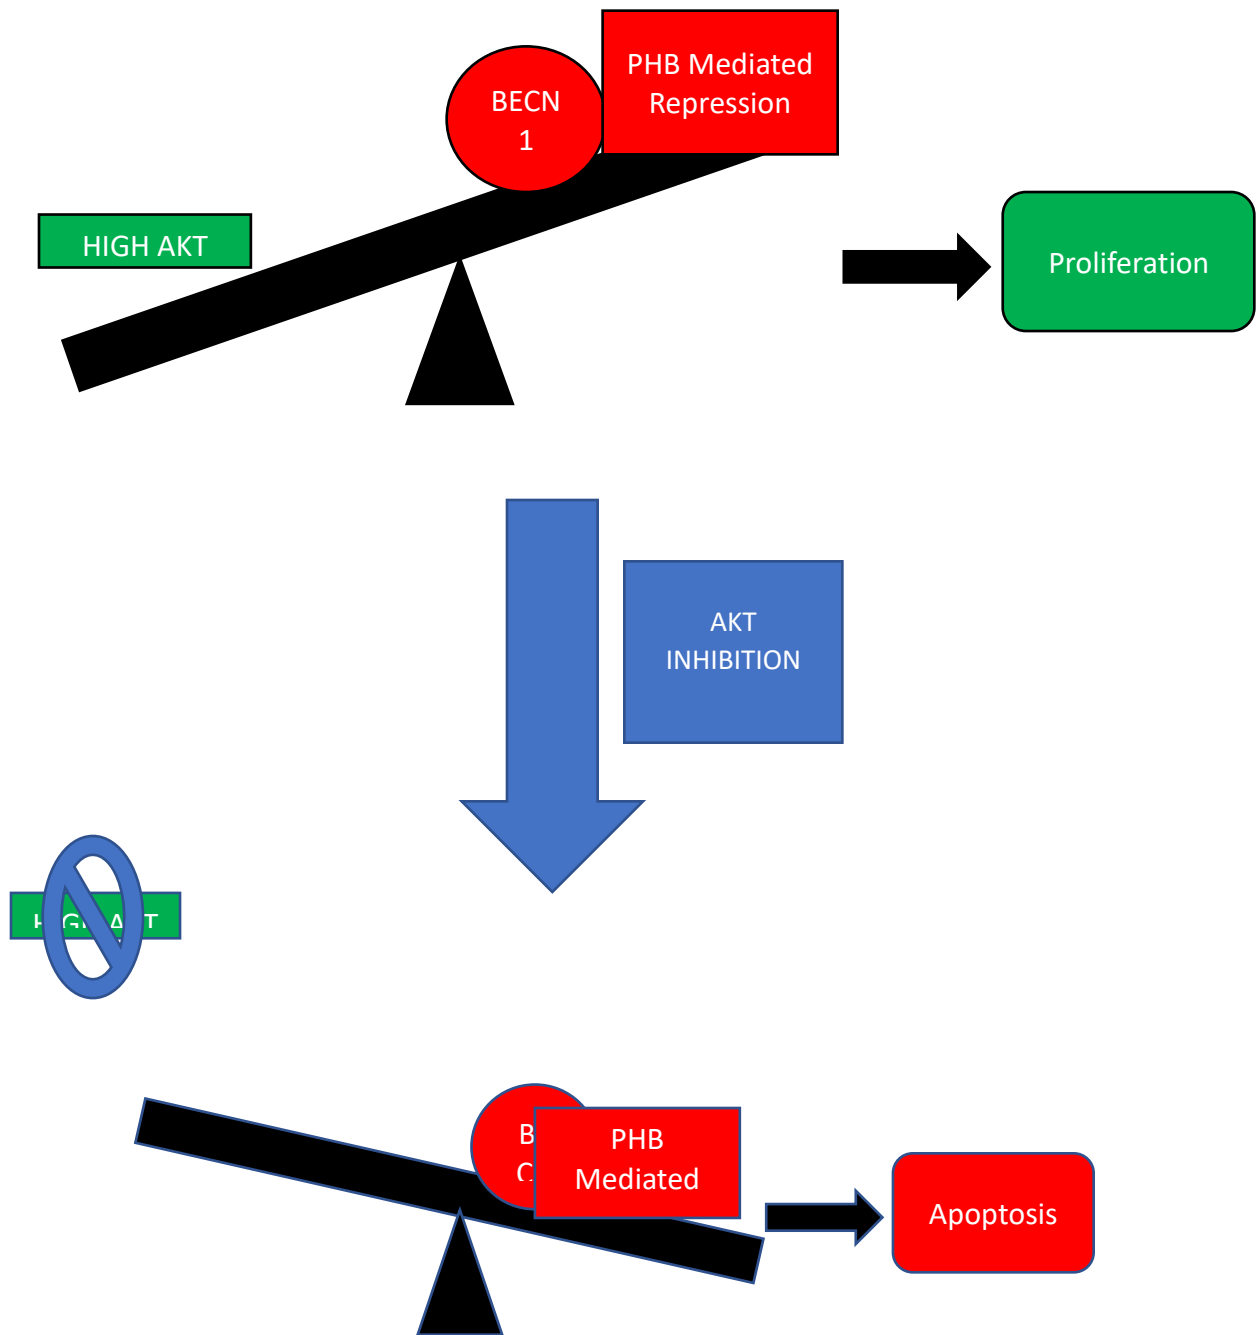 PHB Mediated
Repression
BECN
1
HIGH AKT
Proliferation
AKT
INHIBITION
PHB
Mediated
Apoptosis